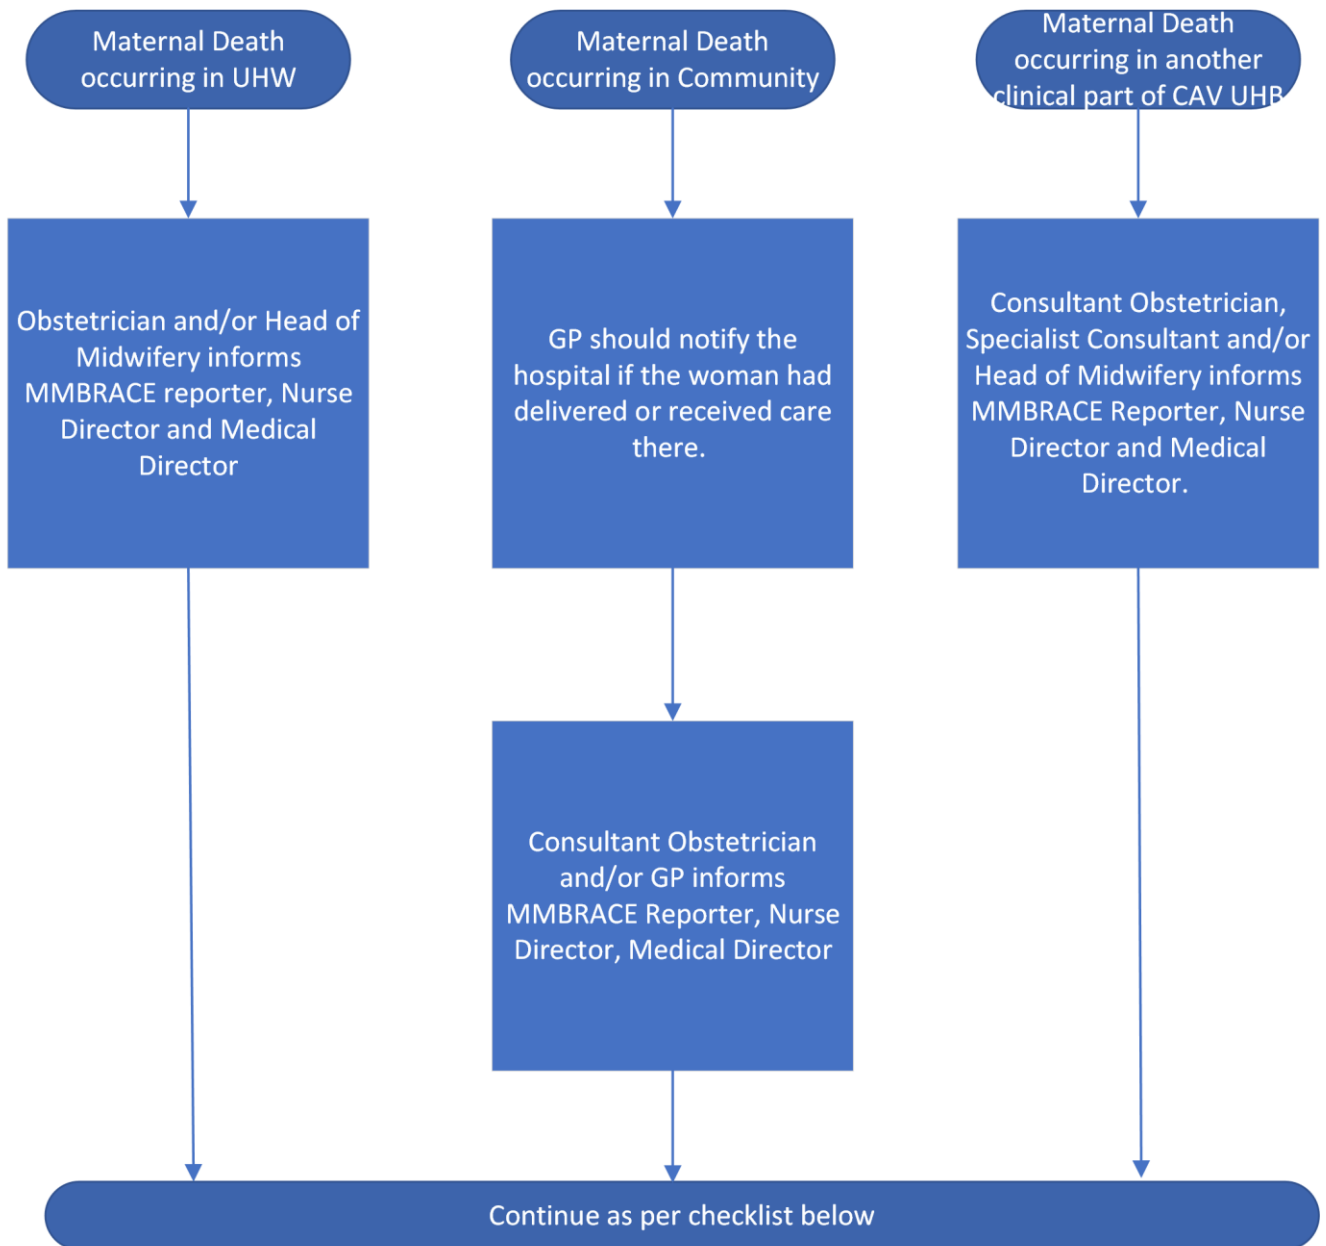 Maternal Death
occurring in UHW
Maternal Death
occurring in Community
Maternal Death
occurring in another
clinical part of CAV UHB
Obstetrician and/or Head of
Midwifery informs
MMBRACE reporter, Nurse
Director and Medical
Director
GP should notify the
hospital if the woman had
delivered or received care
there.
Consultant Obstetrician,
Specialist Consultant and/or
Head of Midwifery informs
MMBRACE Reporter, Nurse
Director and Medical
Director.
Consultant Obstetrician
and/or GP informs
MMBRACE Reporter, Nurse
Director, Medical Director
Continue as per checklist below